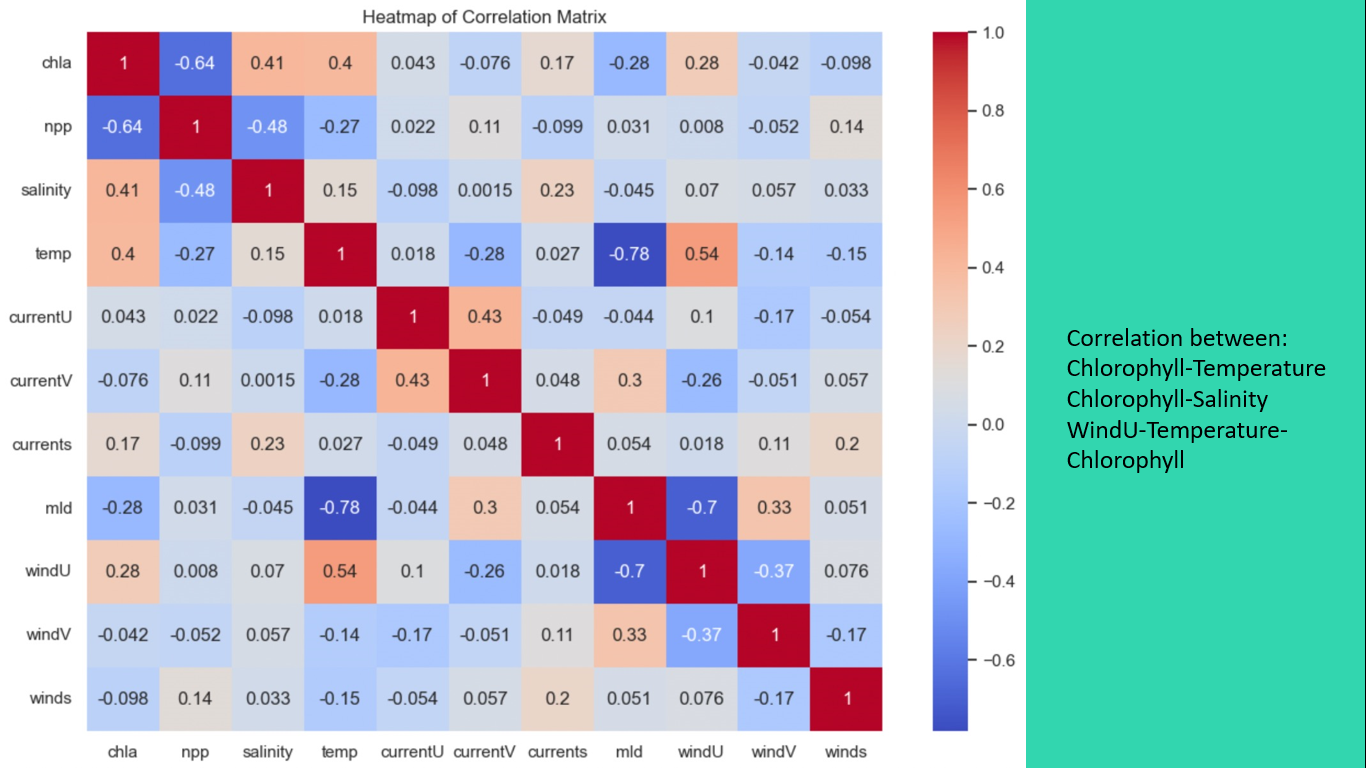 Heatmap of Correlation Matrix
chla 1 -0.64 0.41 0.4 0.043 -0.076 0.17 -0.28 0.28 -0.042 -0.098
npp -0.64 1 -0.48 -0.27 0.022 0.11 -0.099 0.031 0.008 -0.052 0.14
salinity 0.41 -0.48 1 0.15 -0.098 0.0015 0.23 -0.045 0.07 0.057 0.033
temp 0.4 -0.27 0.15 1 0.018 -0.28 0.027 -0.78 0.54 -0.14 -0.15
currentU 0.043 0.022 -0.098 0.018 1 0.43 -0.049 -0.044 0.1 -0.17 -0.054
currentV -0.076 0.11 0.0015 -0.28 0.43 1 0.048 0.3 -0.26 -0.051 0.057
currents 0.17 -0.099 0.23 0.027 -0.049 0.048 1 0.054 0.018 0.11 0.2
mld -0.28 0.031 -0.045 -0.78 -0.044 0.3 0.054 1 -0.7 0.33 0.051
windU 0.28 0.008 0.07 0.54 0.1 -0.26 0.018 -0.7 1 -0.37 0.076
windV -0.042 -0.052 0.057 -0.14 -0.17 -0.051 0.11 0.33 -0.37 1 -0.17
winds -0.098 0.14 0.033 -0.15 -0.054 0.057 0.2 0.051 0.076 -0.17 1
chla npp salinity temp currentU currentV currents mld windU windV winds
1.0
0.8
0.6
0.4
0.2
0.0
−0.2
−0.4
−0.6
Correlation between:
Chlorophyll-Temperature
Chlorophyll-Salinity
WindU-Temperature-
Chlorophyll